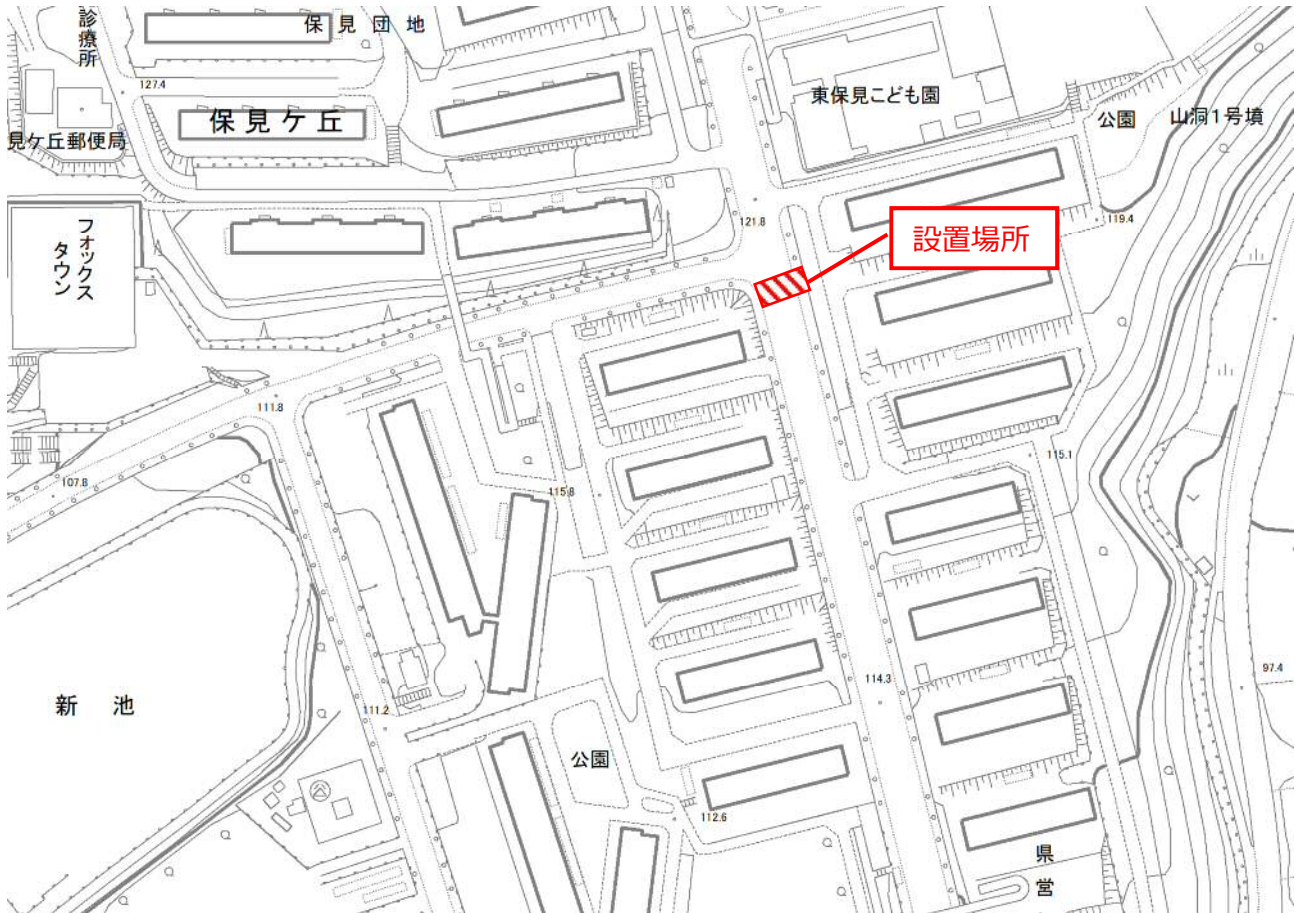 診療所
保見団地
127.4
保見ケ丘
東保見こども園
公園
山洞1号墳
見ケ丘郵便局
フォックス
タウン
121.8
119.4
設置場所
111.8
107.8
115.8
115.1
新池
111.2
114.3
97.4
公園
112.6
県営